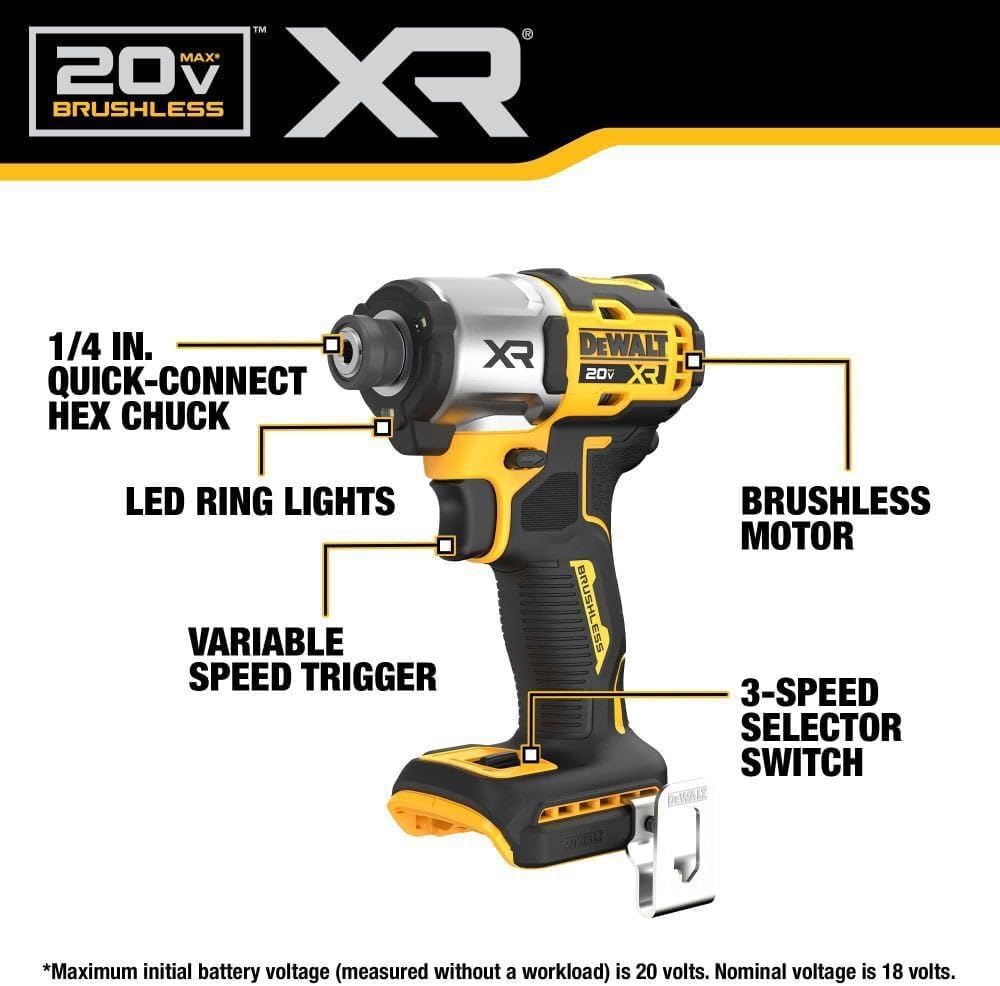 20V MAX*
BRUSHLESS
™
XR®
1/4 IN.
QUICK-CONNECT
HEX CHUCK
LED RING LIGHTS
VARIABLE
SPEED TRIGGER
XR
DEWALT
20V MAX XR
BRUSHLESS
BRUSHLESS
MOTOR
3-SPEED
SELECTOR
SWITCH
DEWALT
DEWALT
*Maximum initial battery voltage (measured without a workload) is 20 volts. Nominal voltage is 18 volts.